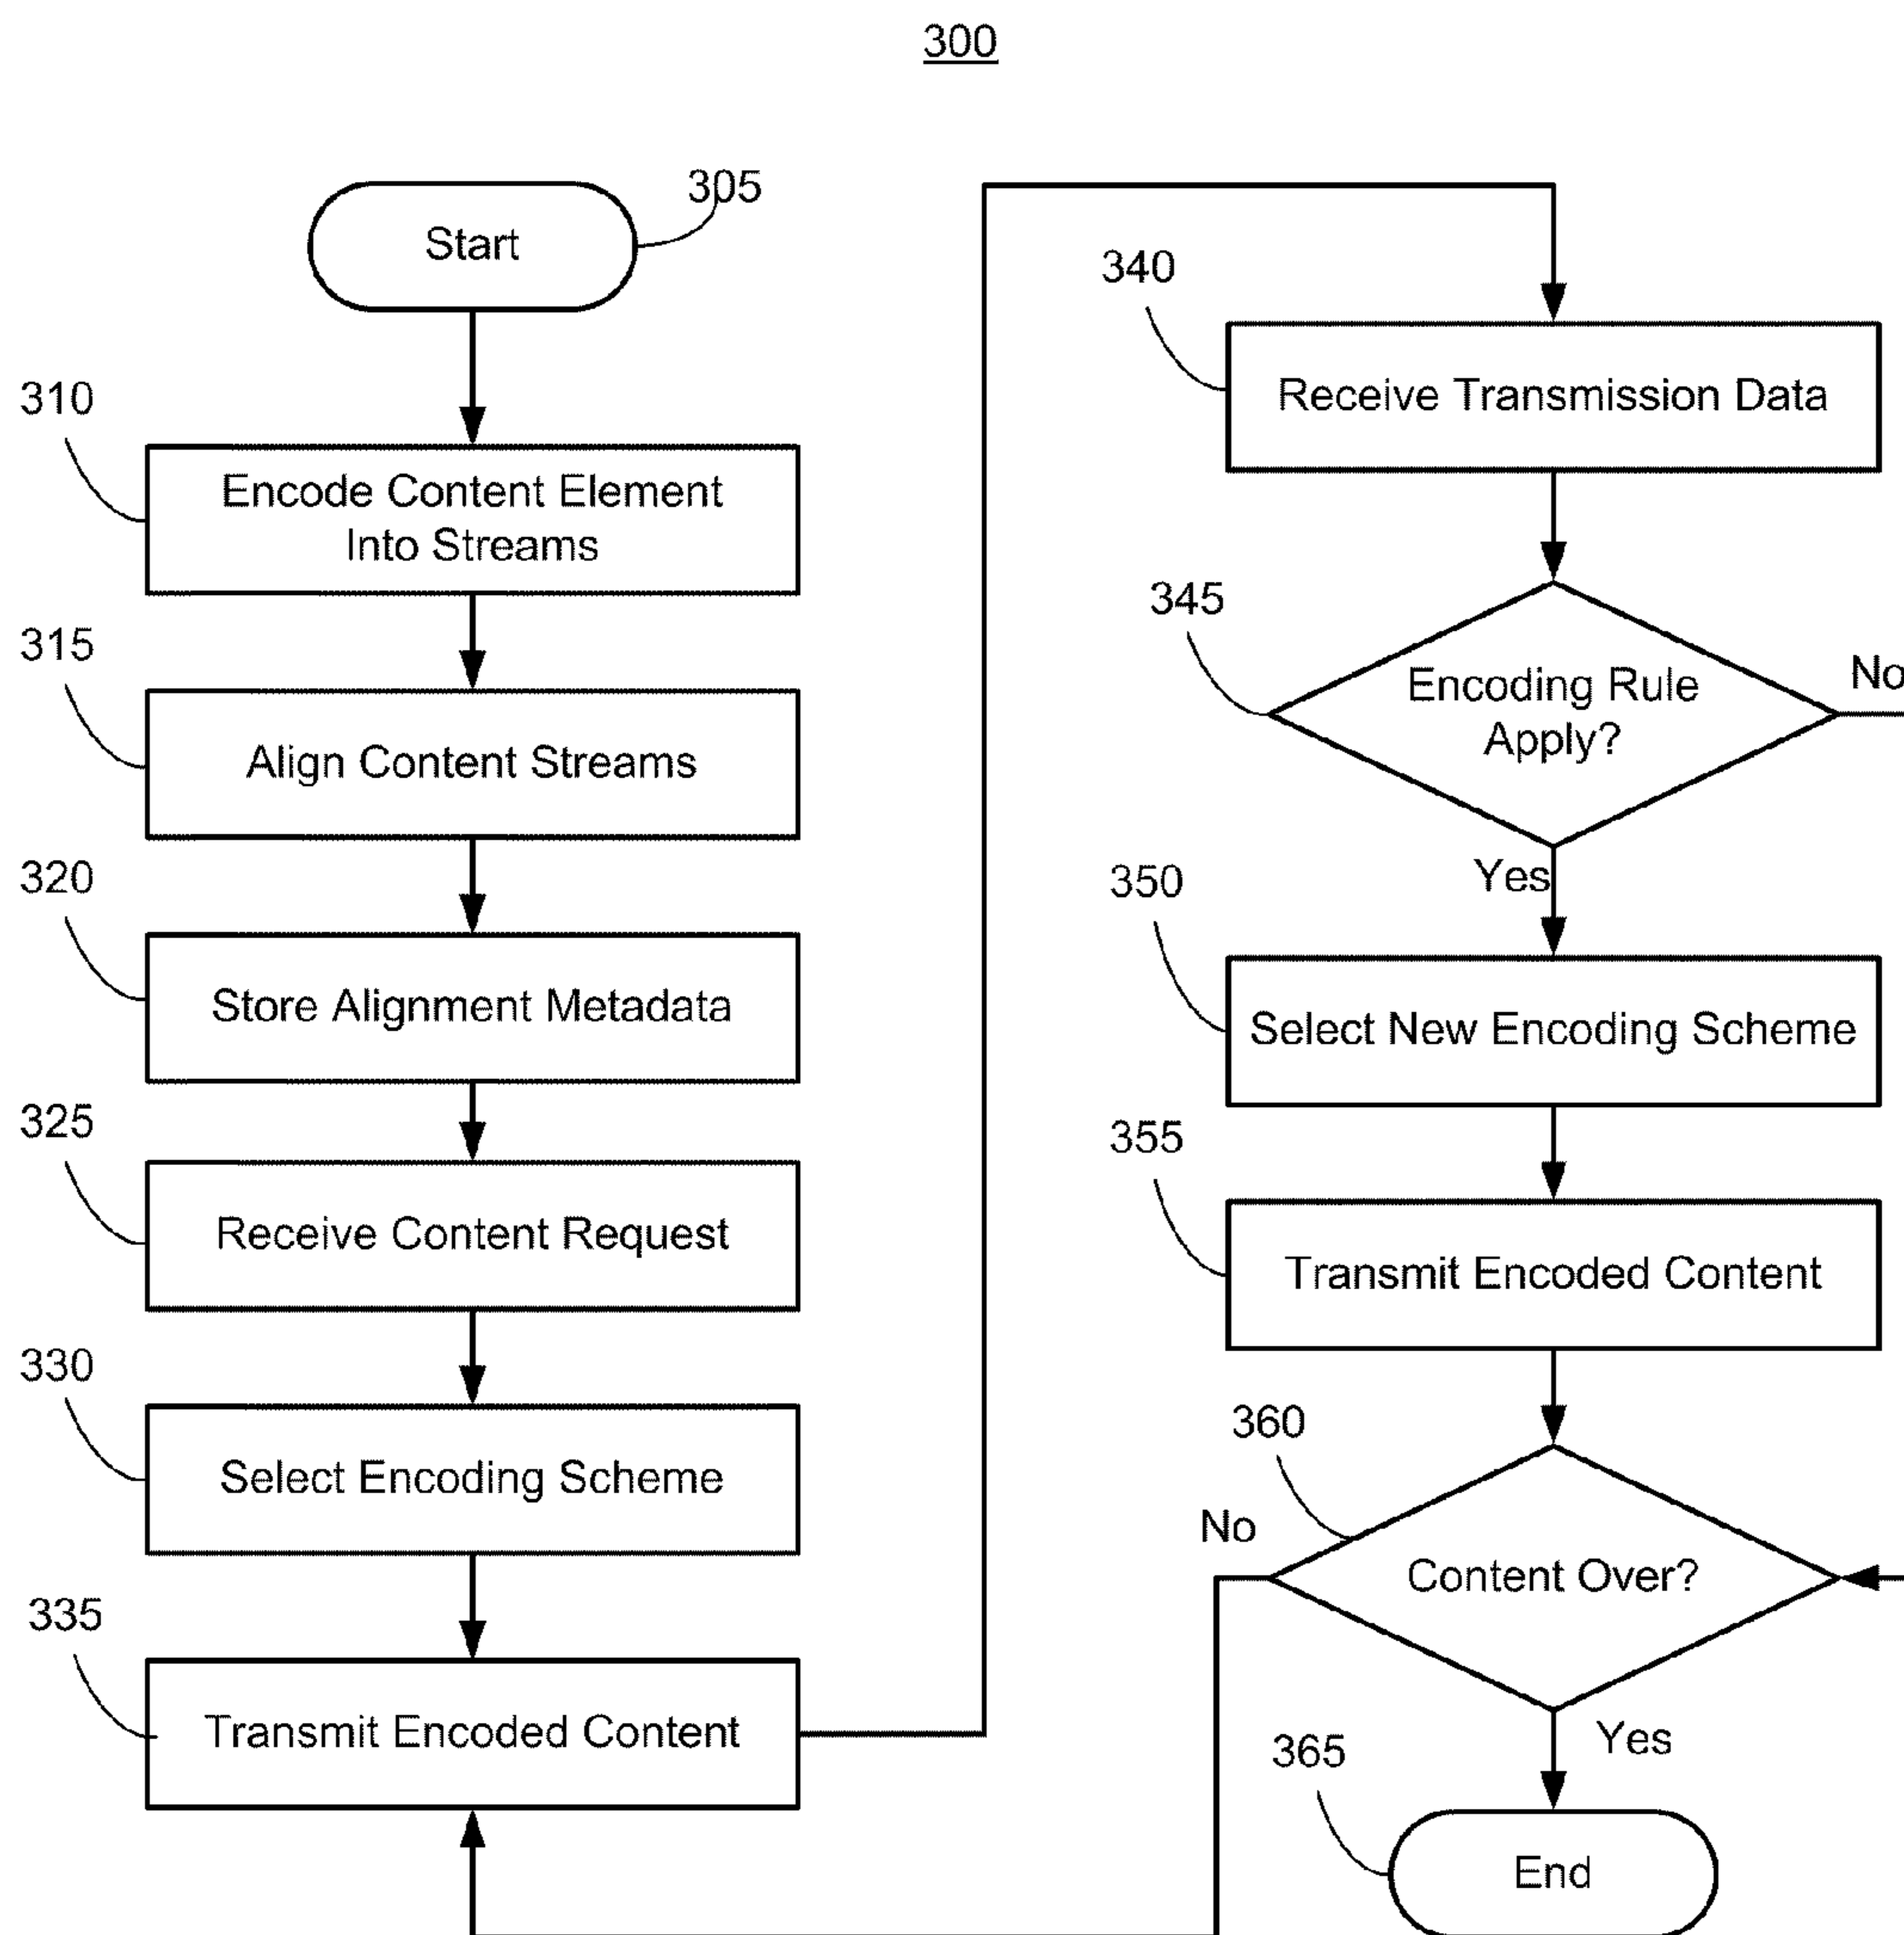 300
305
Start
310
Encode Content Element
Into Streams
315
Align Content Streams
320
Store Alignment Metadata
325
Receive Content Request
330
Select Encoding Scheme
335
Transmit Encoded Content
340
Receive Transmission Data
345
Encoding Rule
Apply?
No
Yes
350
Select New Encoding Scheme
355
Transmit Encoded Content
360
No
Content Over?
Yes
365
End